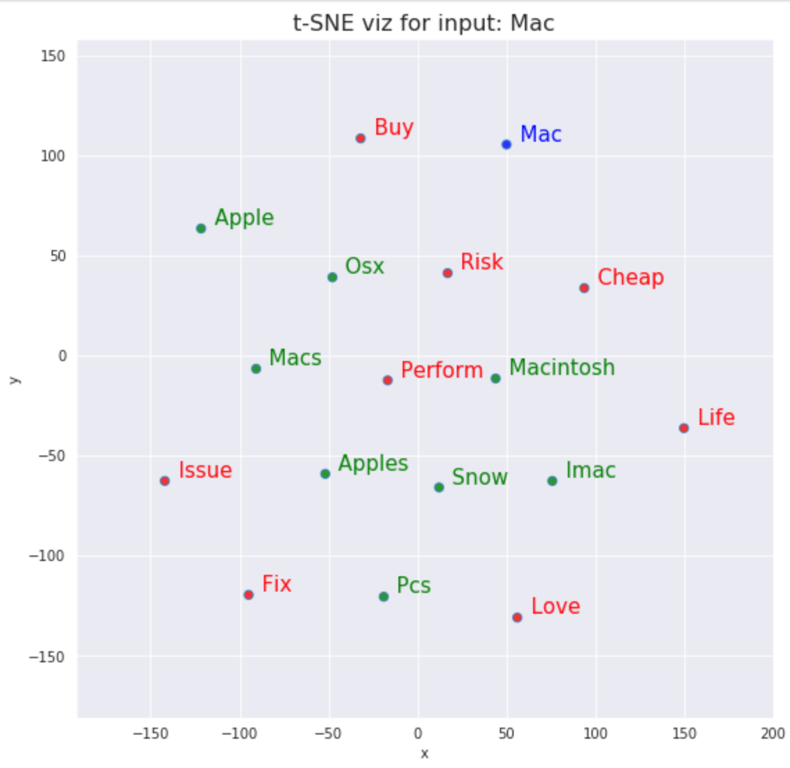 t-SNE viz for input: Mac
150
Buy
Mac
100
Apple
50
Osx
Risk
Cheap
0
Macs
Perform
Macintosh
y
Life
−50
Issue
Apples
Snow
Imac
−100
Fix
Pcs
Love
−150
−150 −100 −50 0 50 100 150 200
x